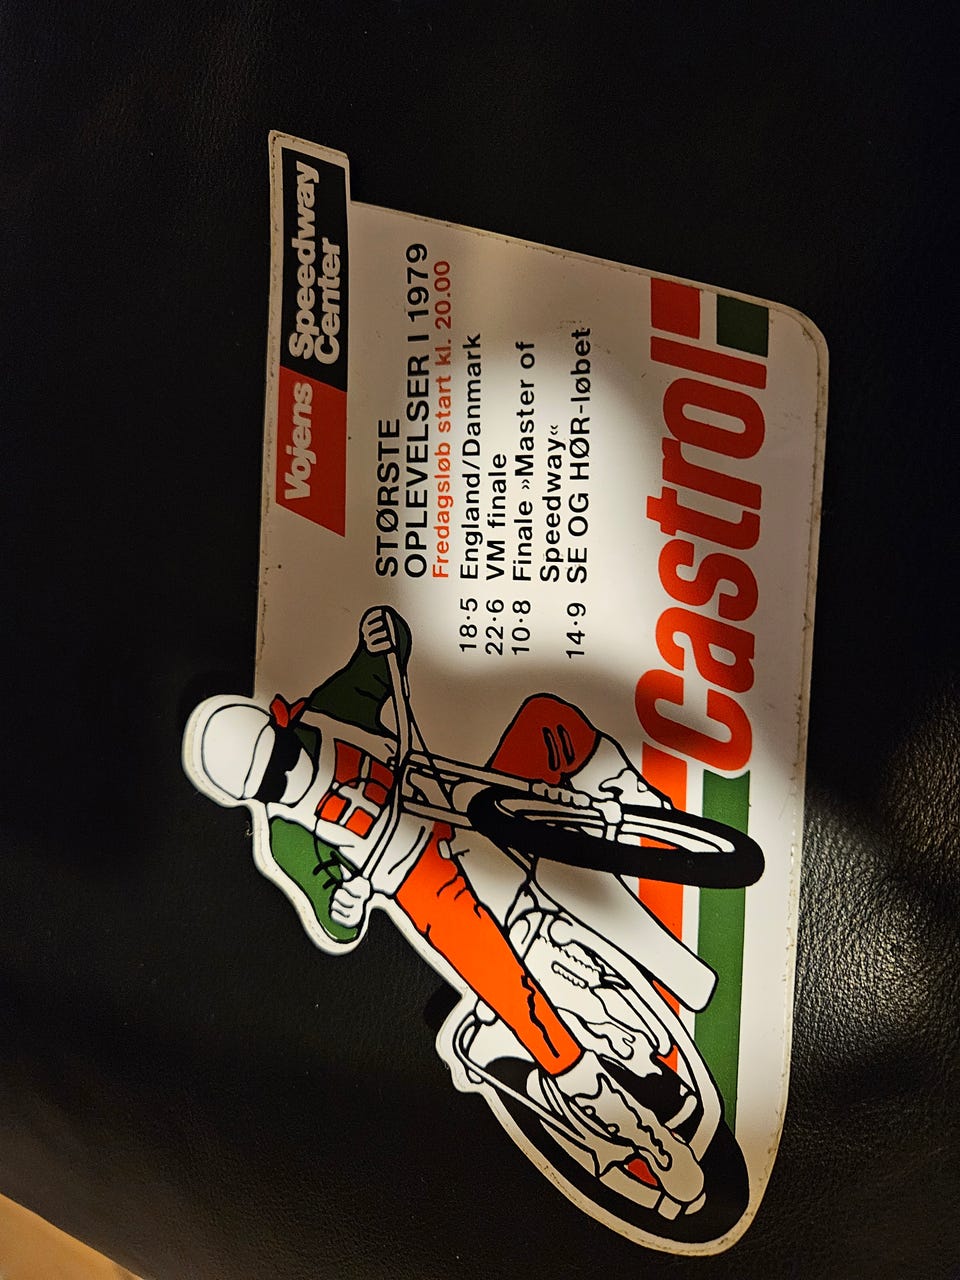 Vojens Speedway
Center
STØRSTE
OPLEVELSER I 1979
Fredagsløb start kl. 20.00
18·5 England/Danmark
22·6 VM finale
10·8 Finale »Master of
Speedway«
14·9 SE OG HØR-løbet
Castrol